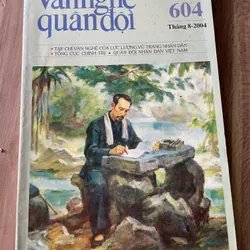 Văn nghệ
quân đội
604
Tháng 8-2004
• TẠP CHÍ VĂN NGHỆ CỦA LỰC LƯỢNG VŨ TRANG NHÂN DÂN
• TỔNG CỤC CHÍNH TRỊ - QUÂN ĐỘI NHÂN DÂN VIỆT NAM